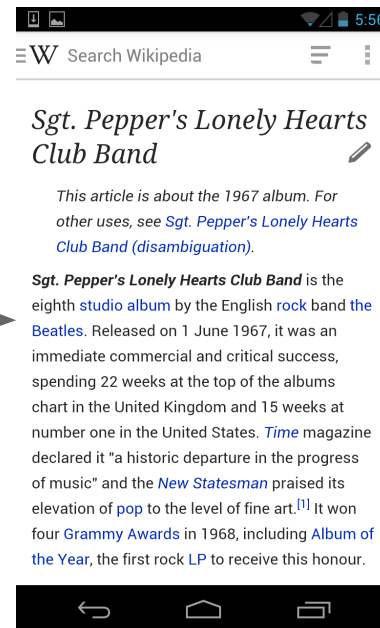 5:56
W Search Wikipedia
Sgt. Pepper's Lonely Hearts
Club Band
This article is about the 1967 album. For
other uses, see Sgt. Pepper's Lonely Hearts
Club Band (disambiguation).
Sgt. Pepper's Lonely Hearts Club Band is the
eighth studio album by the English rock band the
Beatles. Released on 1 June 1967, it was an
immediate commercial and critical success,
spending 22 weeks at the top of the albums
chart in the United Kingdom and 15 weeks at
number one in the United States. Time magazine
declared it "a historic departure in the progress
of music" and the New Statesman praised its
elevation of pop to the level of fine art.[1] It won
four Grammy Awards in 1968, including Album of
the Year, the first rock LP to receive this honour.